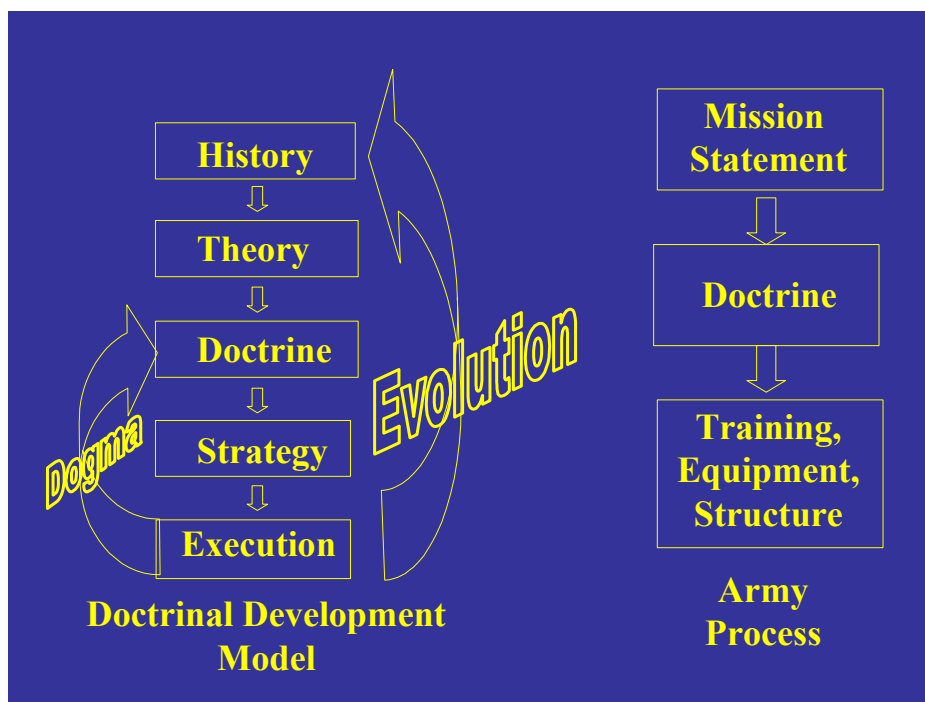 History
Theory
Doctrine
Strategy
Execution
Dogma
Evolution
Doctrinal Development
Model
Mission
Statement
Doctrine
Training,
Equipment,
Structure
Army
Process